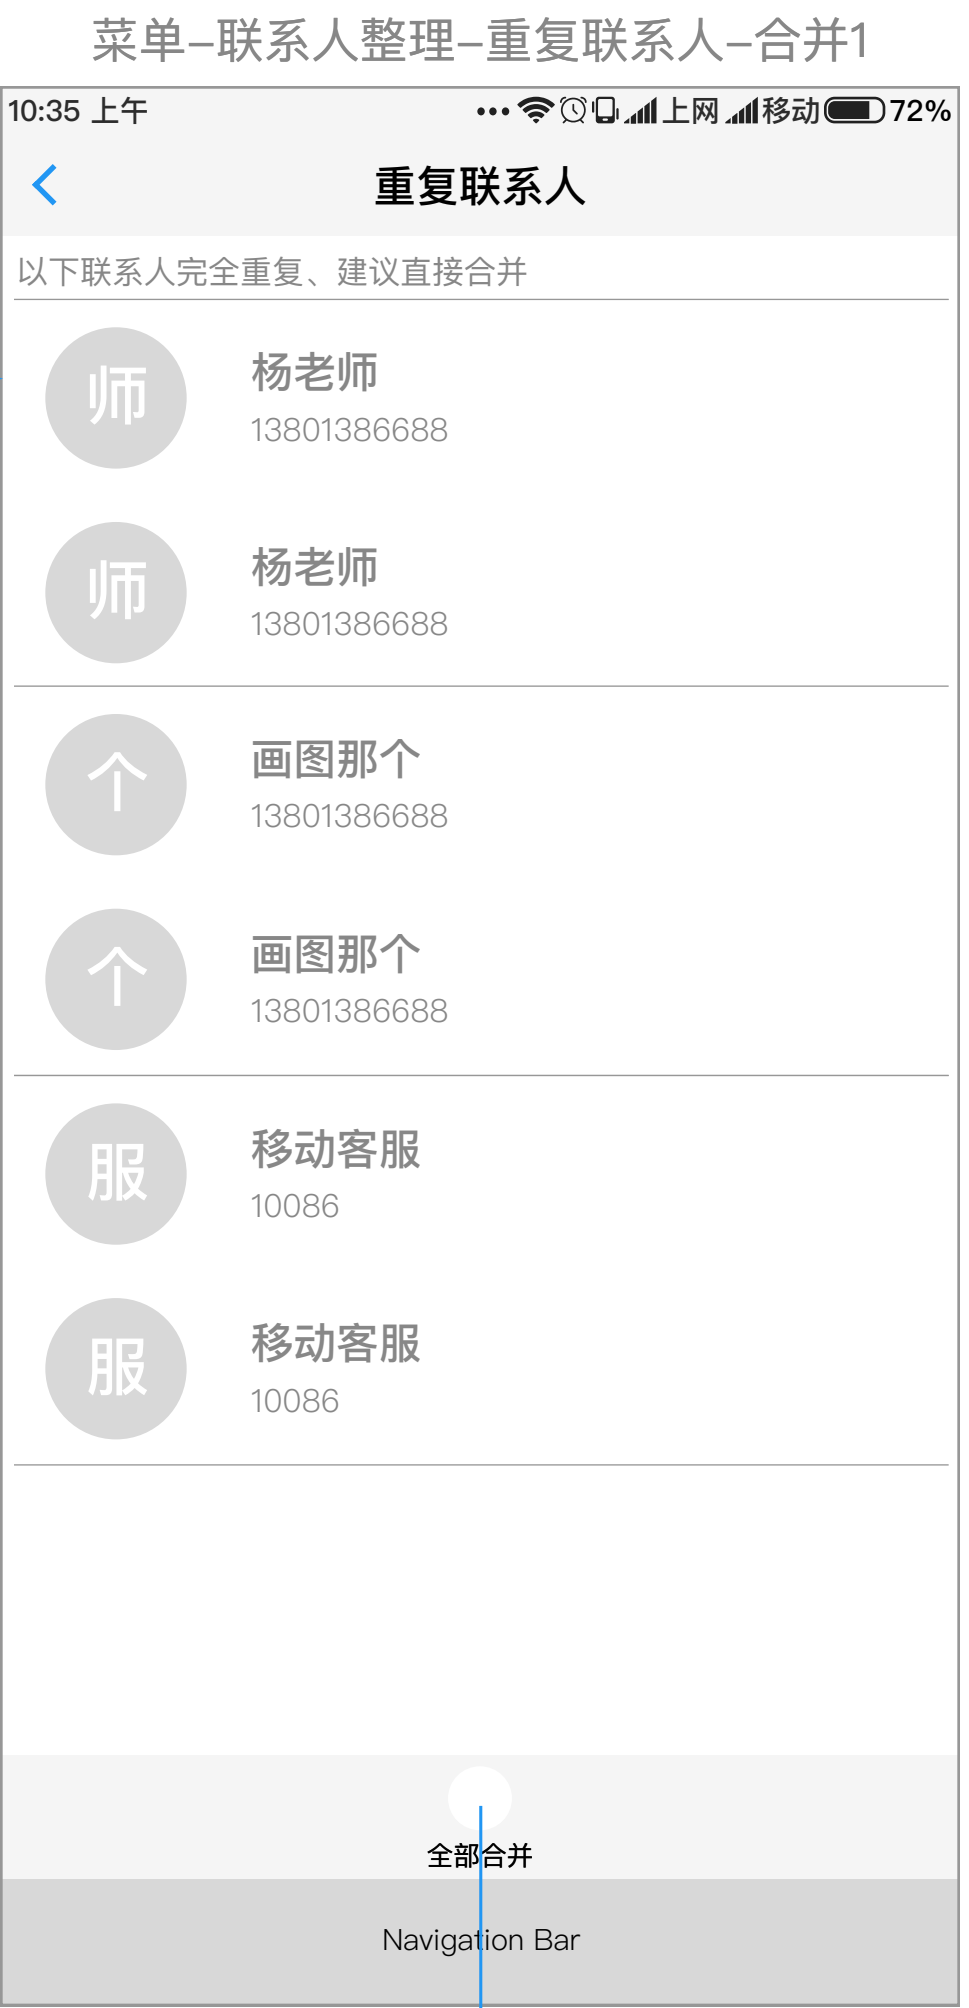 菜单–联系人整理–重复联系人–合并1
10:35 上午 上网 移动 72%
重复联系人
以下联系人完全重复、建议直接合并
师
杨老师
13801386688
师
杨老师
13801386688
个
画图那个
13801386688
个
画图那个
13801386688
服
移动客服
10086
服
移动客服
10086
全部合并
Navigation Bar